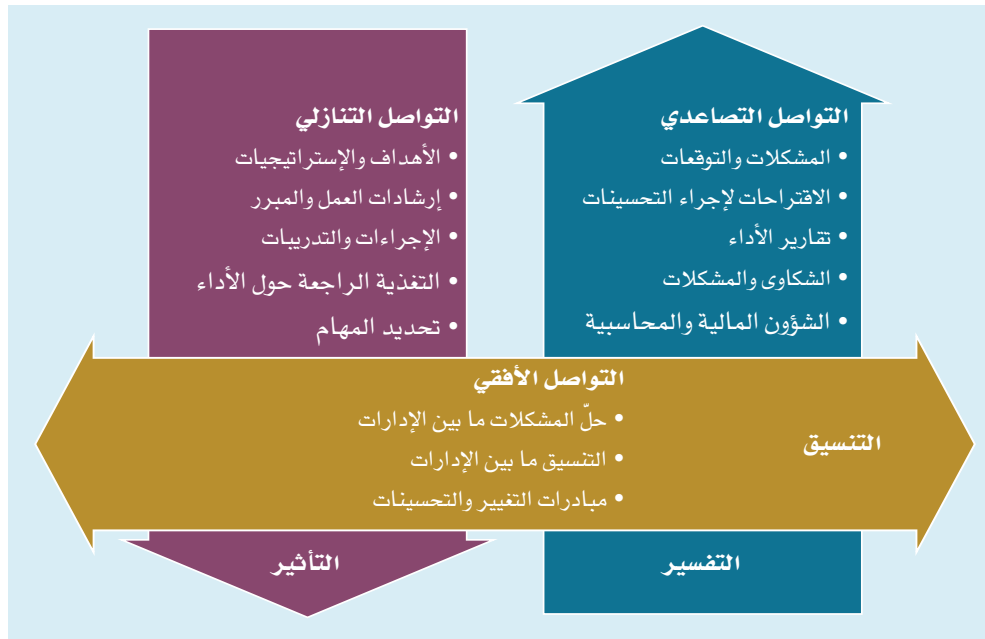 التواصل التصاعدي
• المشكلات والتوقعات
• الاقتراحات لإجراء التحسينات
• تقارير الأداء
• الشكاوى والمشكلات
• الشؤون المالية والمحاسبية
التواصل التنازلي
• الأهداف والإستراتيجيات
• إرشادات العمل والمبرر
• الإجراءات والتدريبات
• التغذية الراجعة حول الأداء
• تحديد المهام
التنسيق
التواصل الأفقي
• حلّ المشكلات ما بين الإدارات
• التنسيق ما بين الإدارات
• مبادرات التغيير والتحسينات
التفسير
التأثير